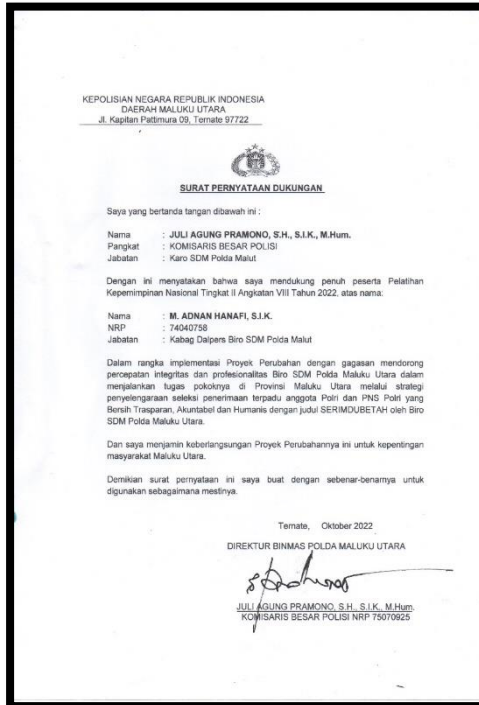 KEPOLISIAN NEGARA REPUBLIK INDONESIA
DAERAH MALUKU UTARA
Jl. Kapitan Pattimura 09, Ternate 97722
SURAT PERNYATAAN DUKUNGAN
Saya yang bertanda tangan dibawah ini :
Nama : JULI AGUNG PRAMONO, S.H., S.I.K., M.Hum.
Pangkat : KOMISARIS BESAR POLISI
Jabatan : Karo SDM Polda Malut
Dengan ini menyatakan bahwa saya mendukung penuh peserta Pelatihan
Kepemimpinan Nasional Tingkat II Angkatan VIII Tahun 2022, atas nama:
Nama : M. ADNAN HANAFI, S.I.K.
NRP : 74040758
Jabatan : Kabag Dalpers Biro SDM Polda Malut
Dalam rangka implementasi Proyek Perubahan dengan gagasan mendorong
percepatan integritas dan profesionalitas Biro SDM Polda Maluku Utara dalam
menjalankan tugas pokoknya di Provinsi Maluku Utara melalui strategi
penyelengaraan seleksi penerimaan terpadu anggota Polri dan PNS Polri yang
Bersih Trasparan, Akuntabel dan Humanis dengan judul SERIMDUBETAH oleh Biro
SDM Polda Maluku Utara.
Dan saya menjamin keberlangsungan Proyek Perubahannya ini untuk kepentingan
masyarakat Maluku Utara.
Demikian surat pernyataan ini saya buat dengan sebenar-benarnya untuk
digunakan sebagaimana mestinya.
Ternate, Oktober 2022
DIREKTUR BINMAS POLDA MALUKU UTARA
JULI AGUNG PRAMONO, S.H., S.I.K., M.Hum.
KOMISARIS BESAR POLISI NRP 75070925